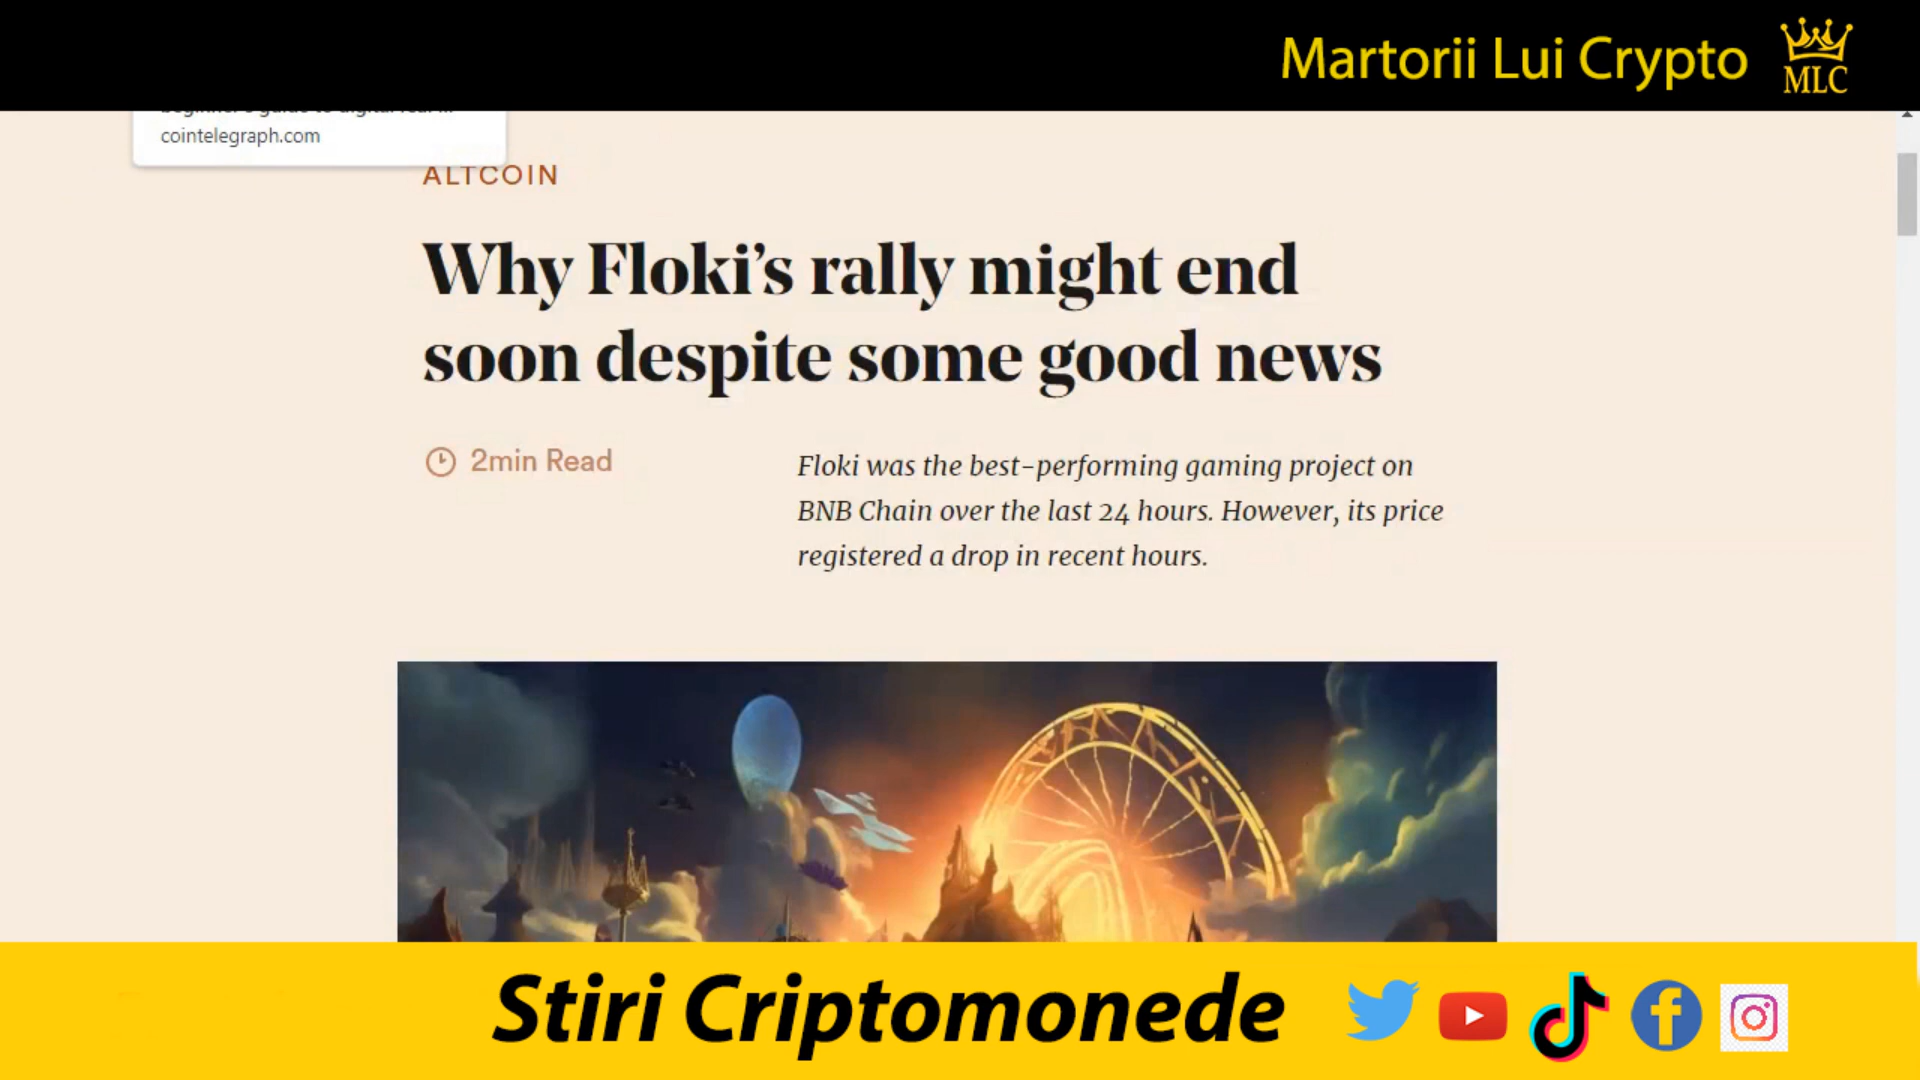 Martorii Lui Crypto
MLC
cointelegraph.com
ALTCOIN
Why Floki’s rally might end
soon despite some good news
2min Read
Floki was the best-performing gaming project on
BNB Chain over the last 24 hours. However, its price
registered a drop in recent hours.
Stiri Criptomonede